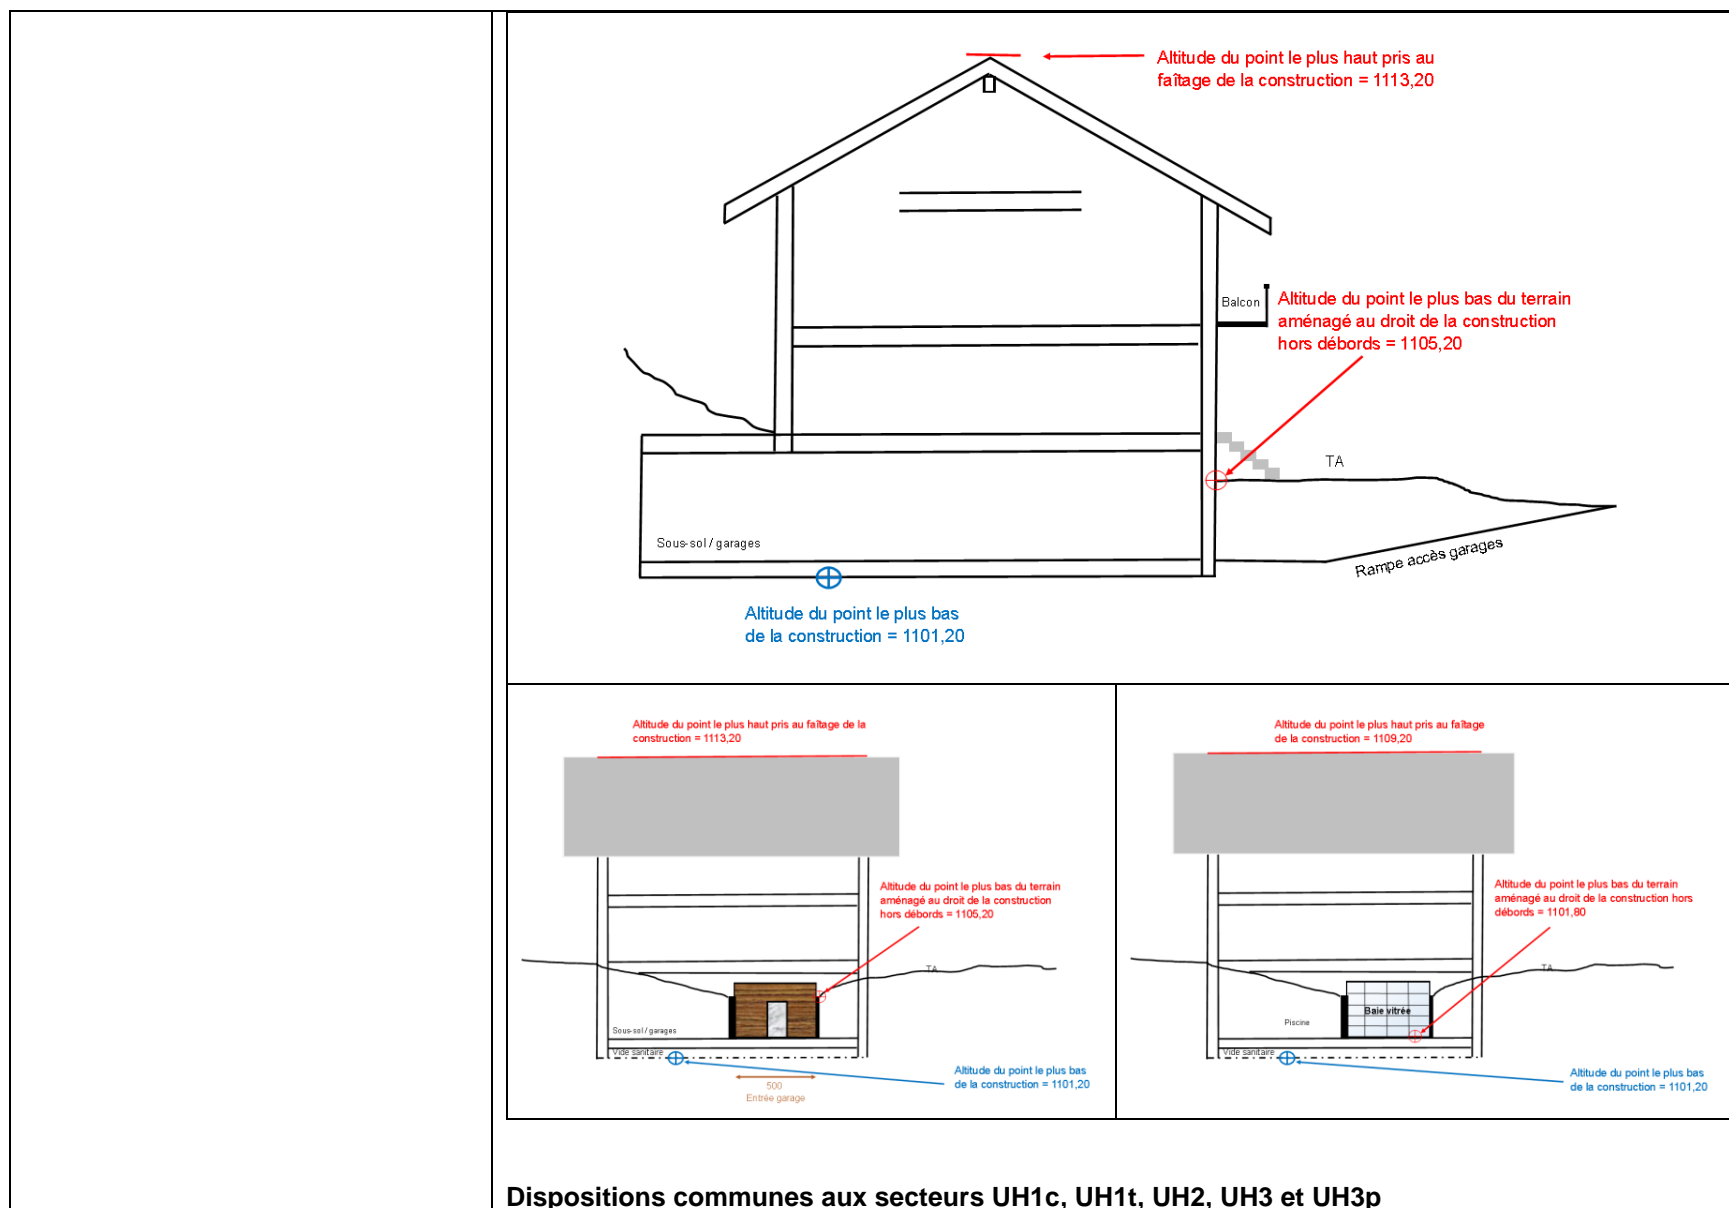 Altitude du point le plus haut pris au
faîtage de la construction = 1113,20
Balcon
Altitude du point le plus bas du terrain
aménagé au droit de la construction
hors débords = 1105,20
TA
Sous-sol / garages
Rampe accès garages
Altitude du point le plus bas
de la construction = 1101,20
Altitude du point le plus haut pris au faîtage de la
construction = 1113,20
Altitude du point le plus bas du terrain
aménagé au droit de la construction
hors débords = 1105,20
TA
Sous-sol / garages
Vide sanitaire
Altitude du point le plus bas
de la construction = 1101,20
500
Entrée garage
Altitude du point le plus haut pris au faîtage
de la construction = 1109,20
Altitude du point le plus bas du terrain
aménagé au droit de la construction hors
débords = 1101,80
TA
Baie vitrée
Piscine
Vide sanitaire
Altitude du point le plus bas
de la construction = 1101,20
Dispositions communes aux secteurs UH1c, UH1t, UH2, UH3 et UH3p